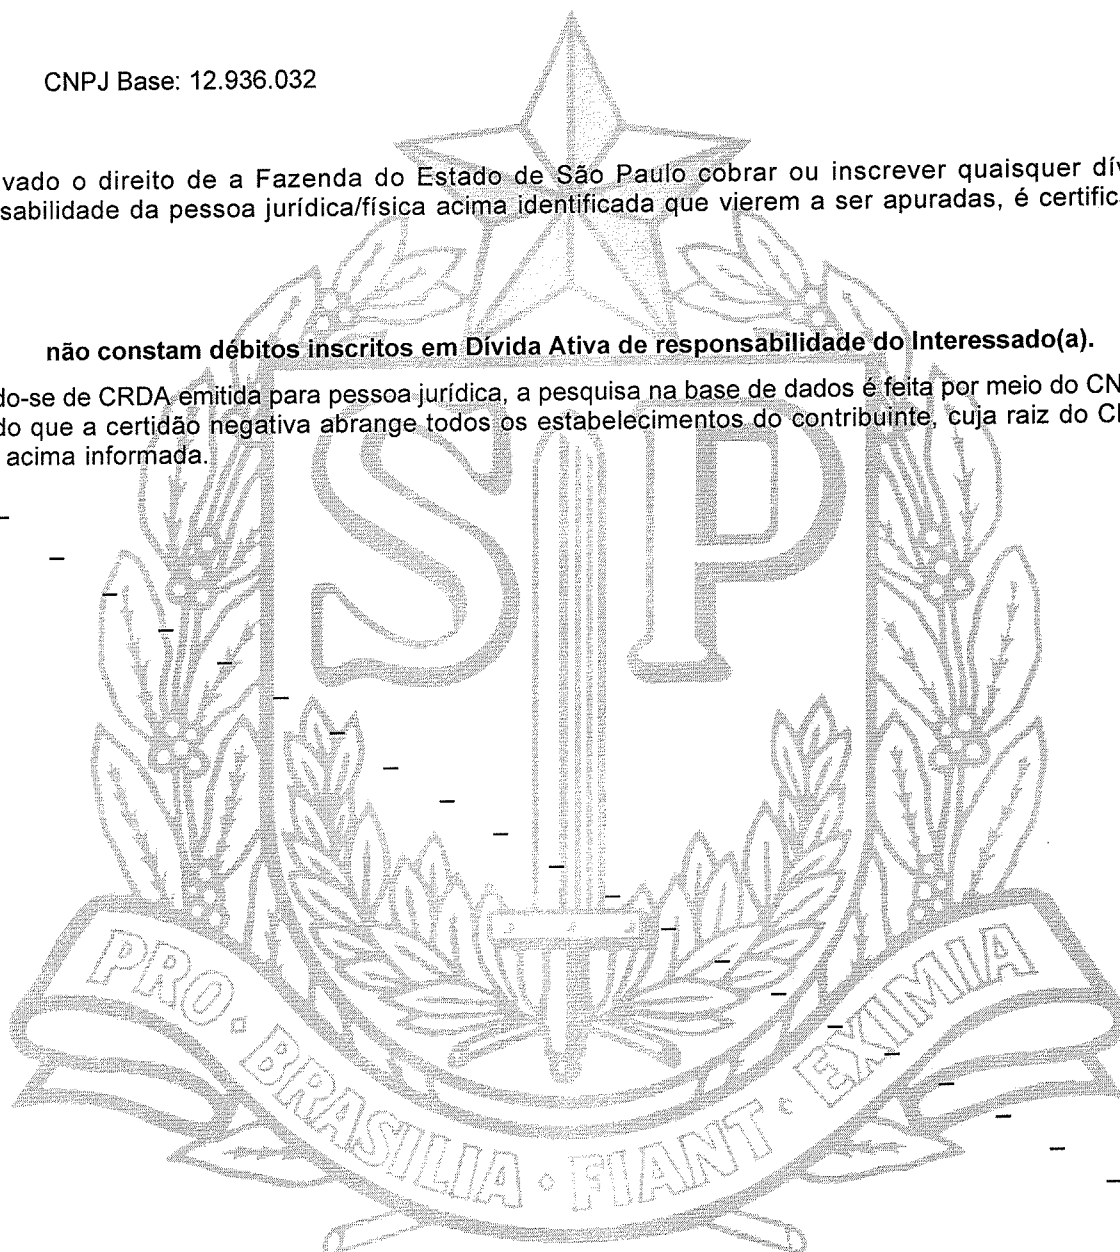 CNPJ Base: 12.936.032
vado o direito de a Fazenda do Estado de São Paulo cobrar ou inscrever quaisquer dív
sabilidade da pessoa jurídica/física acima identificada que vierem a ser apuradas, é certific
não constam débitos inscritos em Dívida Ativa de responsabilidade do Interessado(a).
do-se de CRDA emitida para pessoa jurídica, a pesquisa na base de dados é feita por meio do CN
do que a certidão negativa abrange todos os estabelecimentos do contribuinte, cuja raiz do C
acima informada.
SP
PRO · BRASILIA · FIANT · EXIMIA